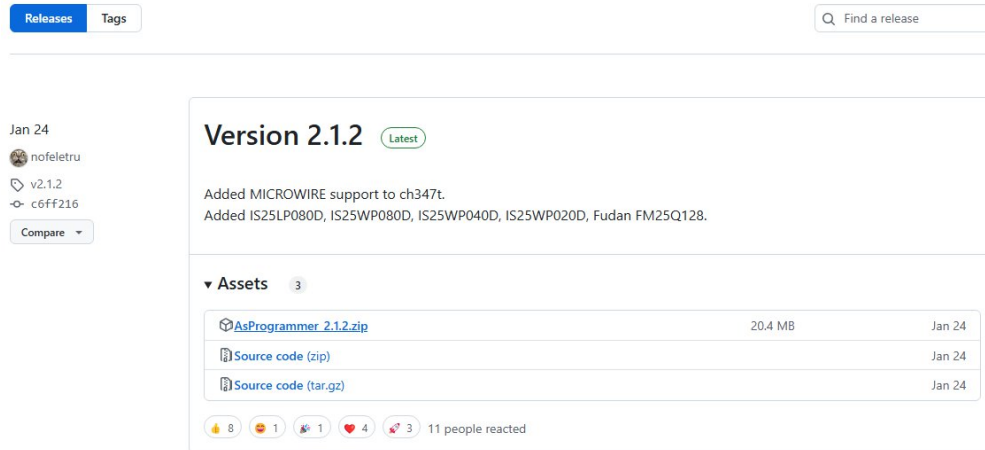 Releases Tags Find a release
Jan 24
nofeletru
v2.1.2
c6ff216
Compare
Version 2.1.2 Latest
Added MICROWIRE support to ch347t.
Added IS25LP080D, IS25WP080D, IS25WP040D, IS25WP020D, Fudan FM25Q128.
Assets 3
AsProgrammer_2.1.2.zip 20.4 MB Jan 24
Source code (zip) Jan 24
Source code (tar.gz) Jan 24
8 1 1 4 3 11 people reacted